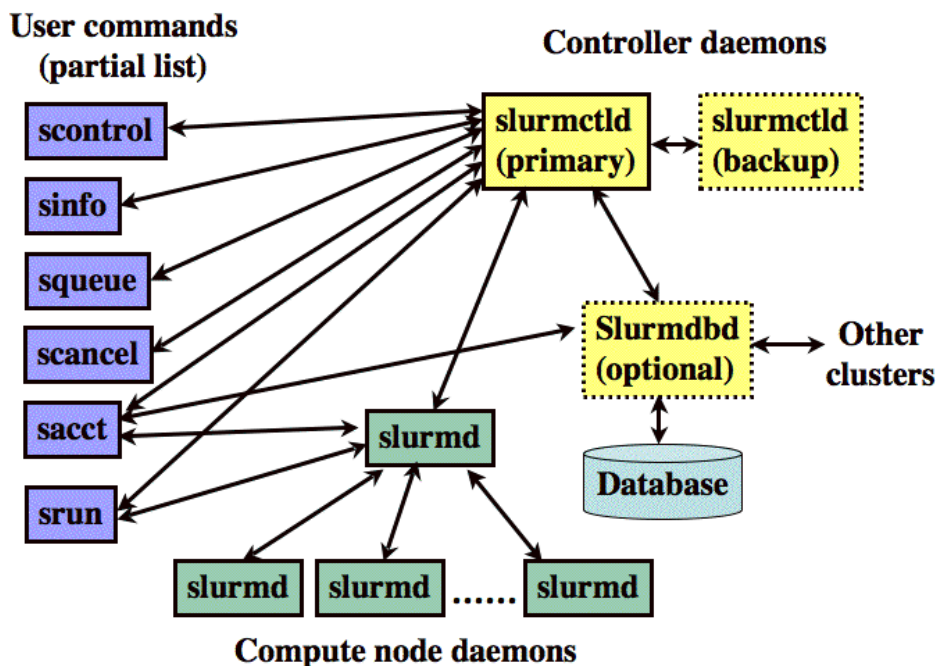 User commands
(partial list)
Controller daemons
scontrol
slurmctld
(primary)
slurmctld
(backup)
sinfo
squeue
scancel
Slurmdbd
(optional)
Other
clusters
sacct
slurmd
Database
srun
slurmd
slurmd
......
slurmd
Compute node daemons